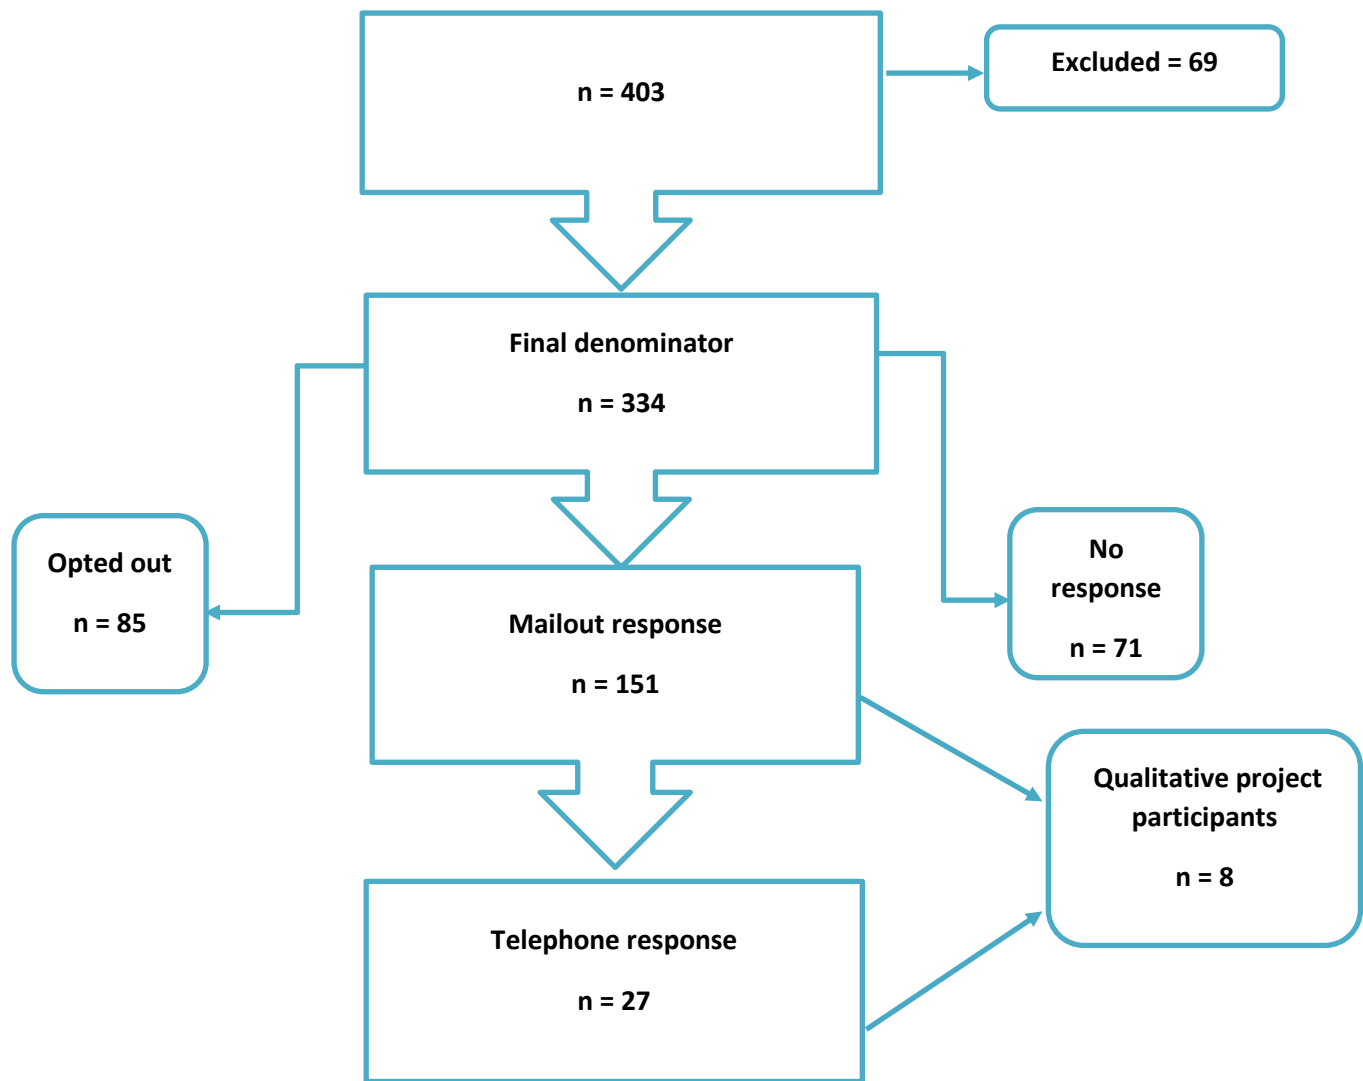 n = 403
Excluded = 69
Final denominator
n = 334
Opted out
n = 85
No
response
n = 71
Mailout response
n = 151
Qualitative project
participants
n = 8
Telephone response
n = 27